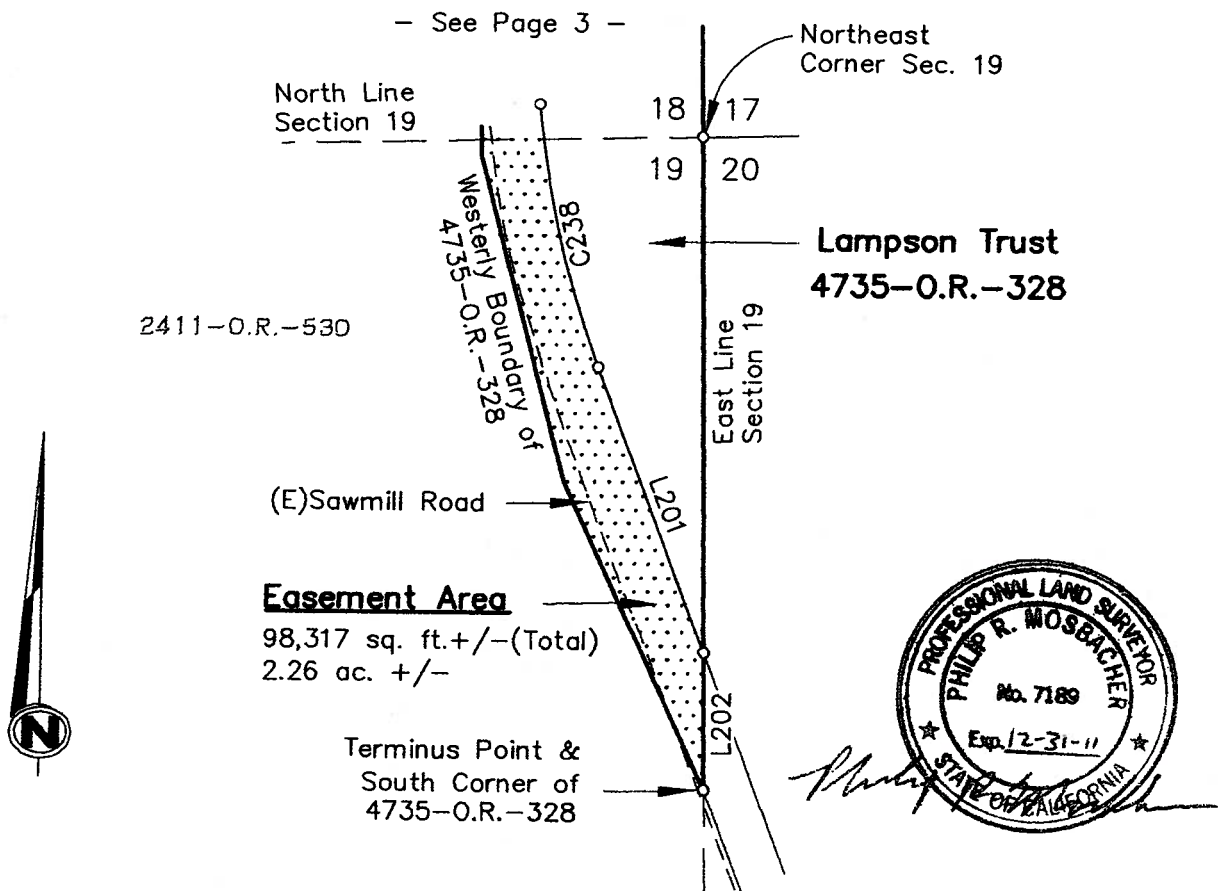 – See Page 3 –
Northeast
Corner Sec. 19
North Line
Section 19
18 17
19 20
Westerly Boundary of
4735–O.R.–328
C238
Lampson Trust
4735–O.R.–328
2411–O.R.–530
East Line
Section 19
(E)Sawmill Road
L201
Easement Area
98,317 sq. ft.+/–(Total)
2.26 ac. +/–
L202
Terminus Point &
South Corner of
4735–O.R.–328
N
PROFESSIONAL LAND SURVEYOR
PHILIP R. MOSBACHER
No. 7189
Exp. 12-31-11
STATE OF CALIFORNIA